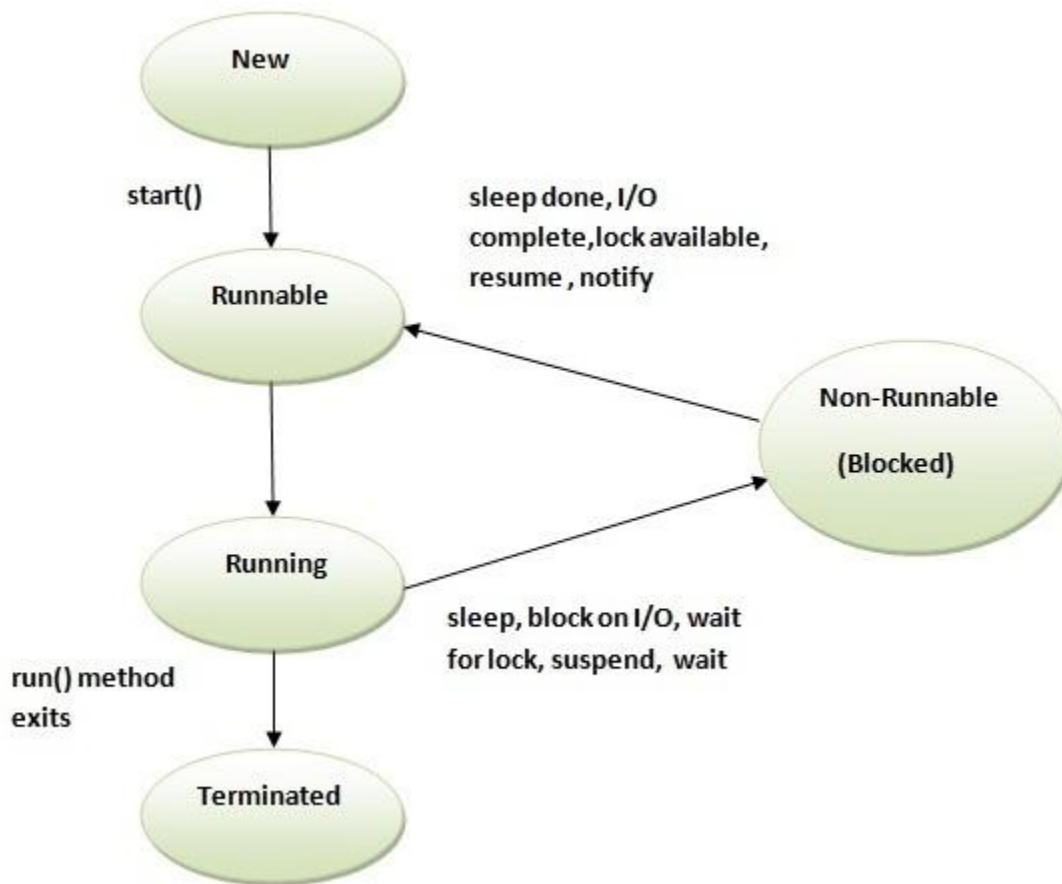 New
start()
sleep done, I/O
complete,lock available,
resume , notify
Runnable
Non-Runnable
(Blocked)
Running
sleep, block on I/O, wait
for lock, suspend,  wait
run() method
exits
Terminated